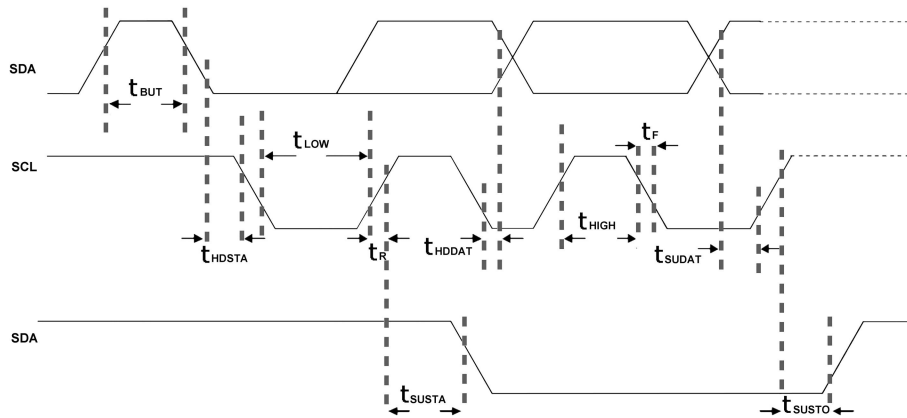 SDA
tBUT
tLOW
tF
SCL
tHDSTA
tR
tHDDAT
tHIGH
tSUDAT
SDA
tSUSTA
tSUSTO